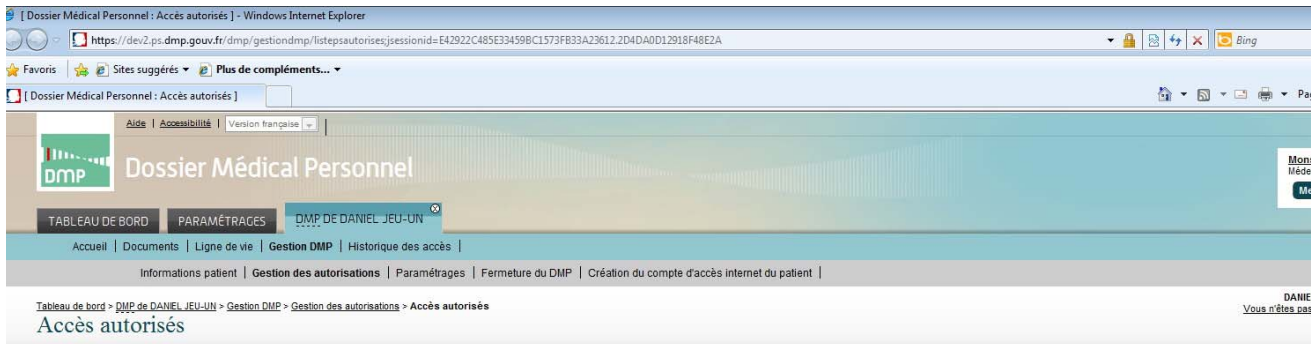 [ Dossier Médical Personnel : Accès autorisés ] - Windows Internet Explorer
https://dev2.ps.dmp.gouv.fr/dmp/gestiondmp/listepsautorises;jsessionid=E42922C485E33459BC1573FB33A23612.2D4DA0D12918F48E2A
Bing
Favoris Sites suggérés Plus de compléments...
[ Dossier Médical Personnel : Accès autorisés ]
Aide | Accessibilité | Version française
DMP
Dossier Médical Personnel
TABLEAU DE BORD PARAMÉTRAGES DMP DE DANIEL JEU-UN
Accueil | Documents | Ligne de vie | Gestion DMP | Historique des accès |
Informations patient | Gestion des autorisations | Paramétrages | Fermeture du DMP | Création du compte d'accès internet du patient |
Tableau de bord > DMP de DANIEL JEU-UN > Gestion DMP > Gestion des autorisations > Accès autorisés
Vous n'êtes pas
Accès autorisés